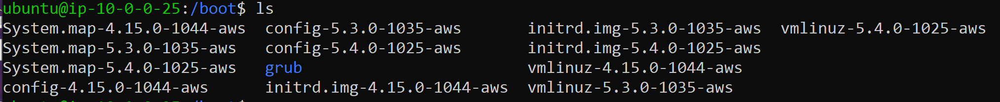 ubuntu@ip-10-0-0-25:/boot$ ls
System.map-4.15.0-1044-aws  config-5.3.0-1035-aws       initrd.img-5.3.0-1035-aws  vmlinuz-5.4.0-1025-aws
System.map-5.3.0-1035-aws   config-5.4.0-1025-aws       initrd.img-5.4.0-1025-aws
System.map-5.4.0-1025-aws   grub                        vmlinuz-4.15.0-1044-aws
config-4.15.0-1044-aws      initrd.img-4.15.0-1044-aws  vmlinuz-5.3.0-1035-aws